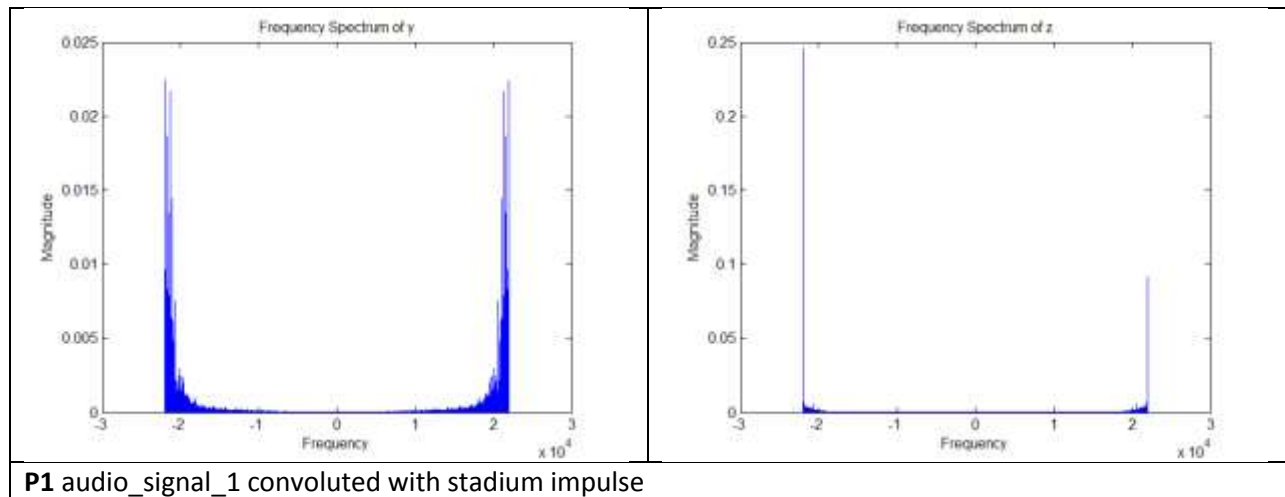 Frequency Spectrum of y
0.025
0.02
0.015
0.01
0.005
0
Magnitude
-3
-2
-1
0
1
2
3
Frequency
x 10^4
Frequency Spectrum of z
0.25
0.2
0.15
0.1
0.05
0
Magnitude
-3
-2
-1
0
1
2
3
Frequency
x 10^4
P1 audio_signal_1 convoluted with stadium impulse